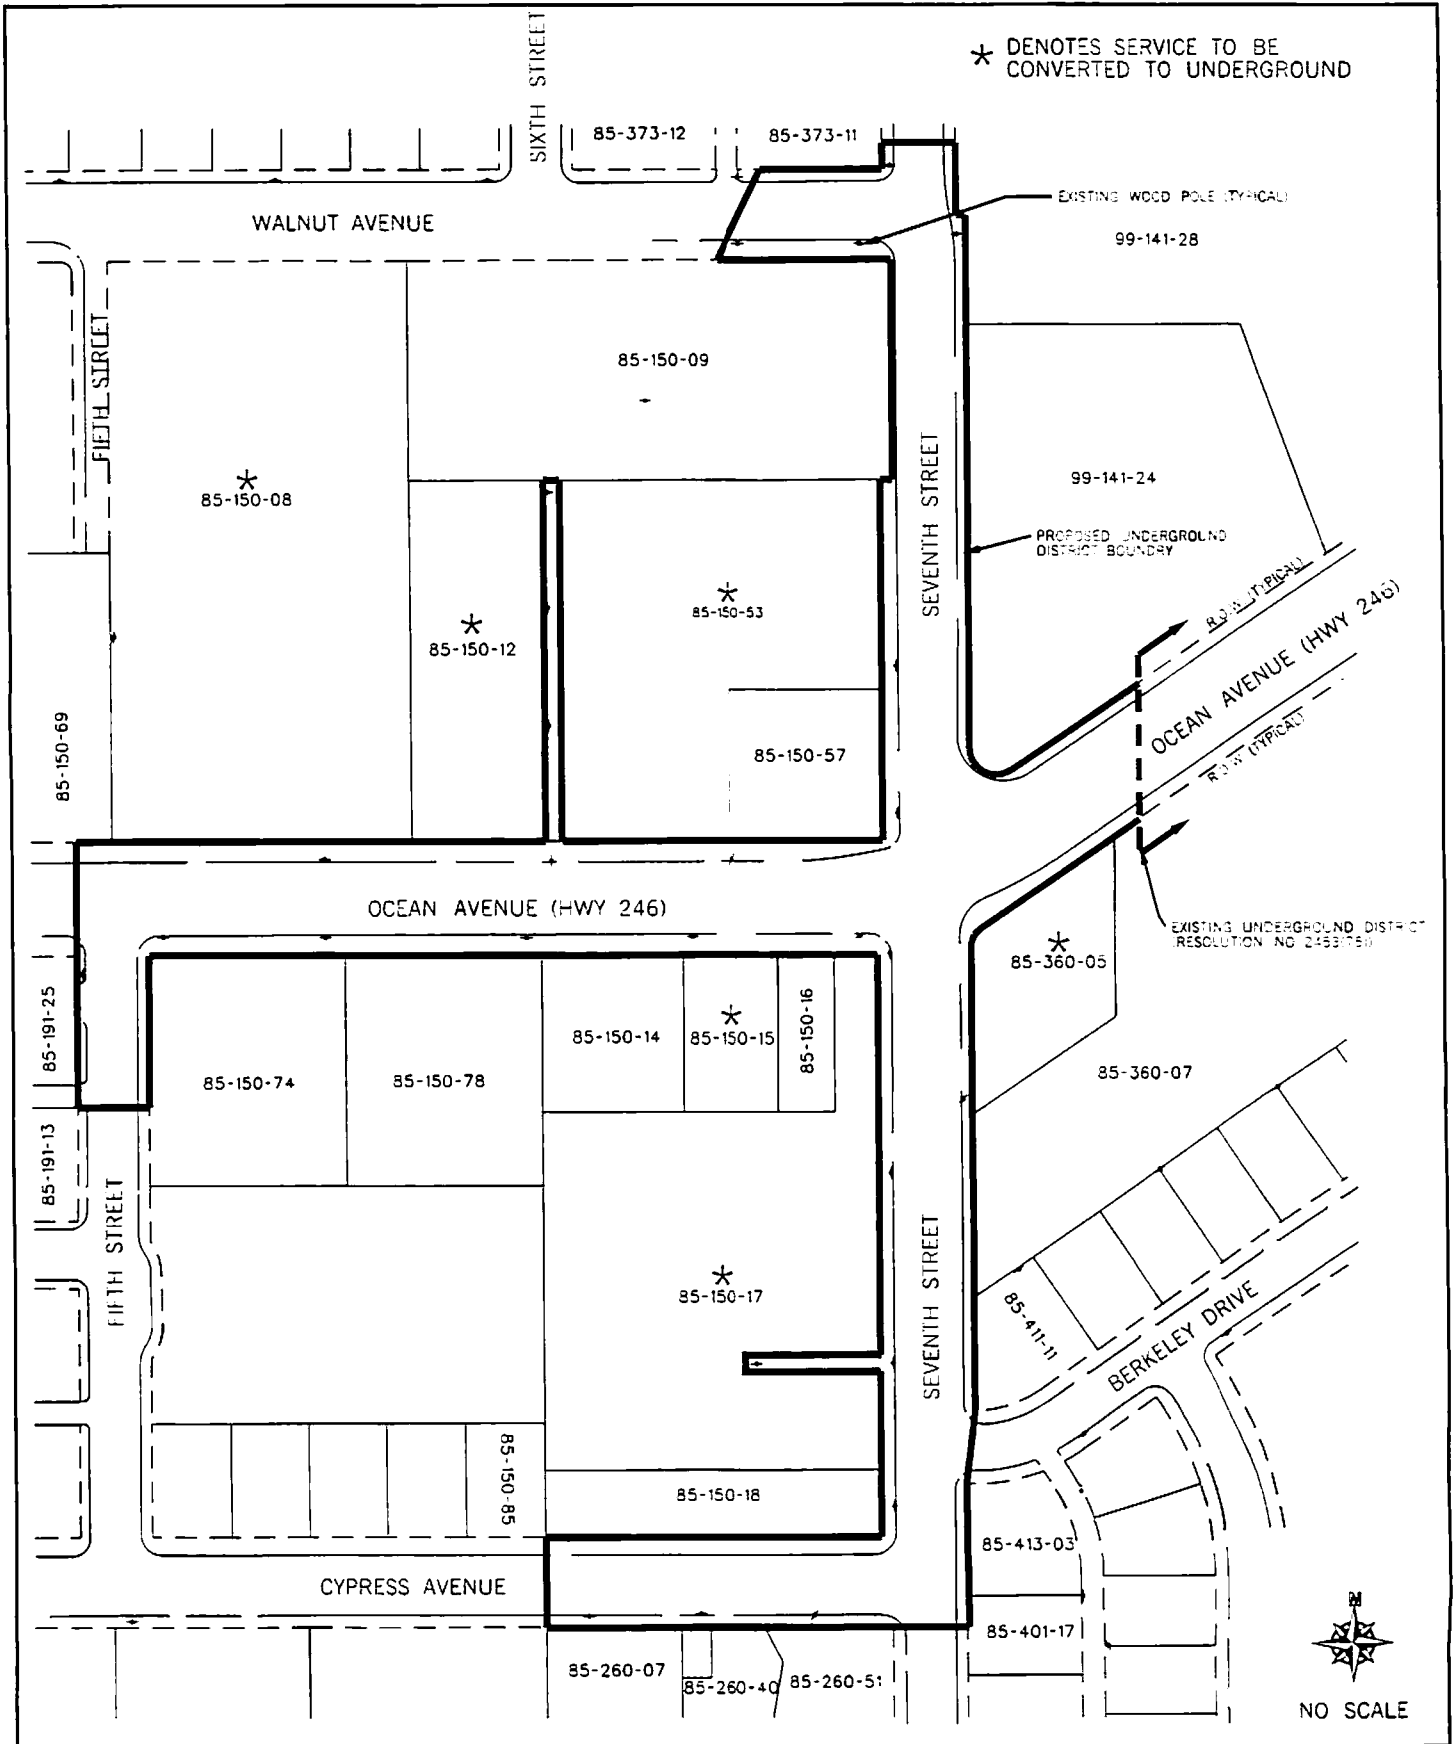 * DENOTES SERVICE TO BE
CONVERTED TO UNDERGROUND
SIXTH STREET
85-373-12
85-373-11
EXISTING WOOD POLE (TYPICAL)
WALNUT AVENUE
99-141-28
FIFTH STREET
85-150-09
SEVENTH STREET
99-141-24
*
85-150-08
PROPOSED UNDERGROUND
DISTRICT BOUNDRY
*
85-150-53
*
85-150-12
R.O.W. (TYPICAL)
OCEAN AVENUE (HWY 246)
R.O.W. (TYPICAL)
85-150-69
85-150-57
OCEAN AVENUE (HWY 246)
EXISTING UNDERGROUND DISTRICT
(RESOLUTION NO
*
85-360-05
85-191-25
85-150-14
*
85-150-15
85-150-16
85-150-74
85-150-78
85-360-07
85-191-13
FIFTH STREET
SEVENTH STREET
*
85-150-17
85-411-11
BERKELEY DRIVE
85-150-85
85-150-18
85-413-03
CYPRESS AVENUE
85-401-17
85-260-07
85-260-40
85-260-51
N
NO SCALE